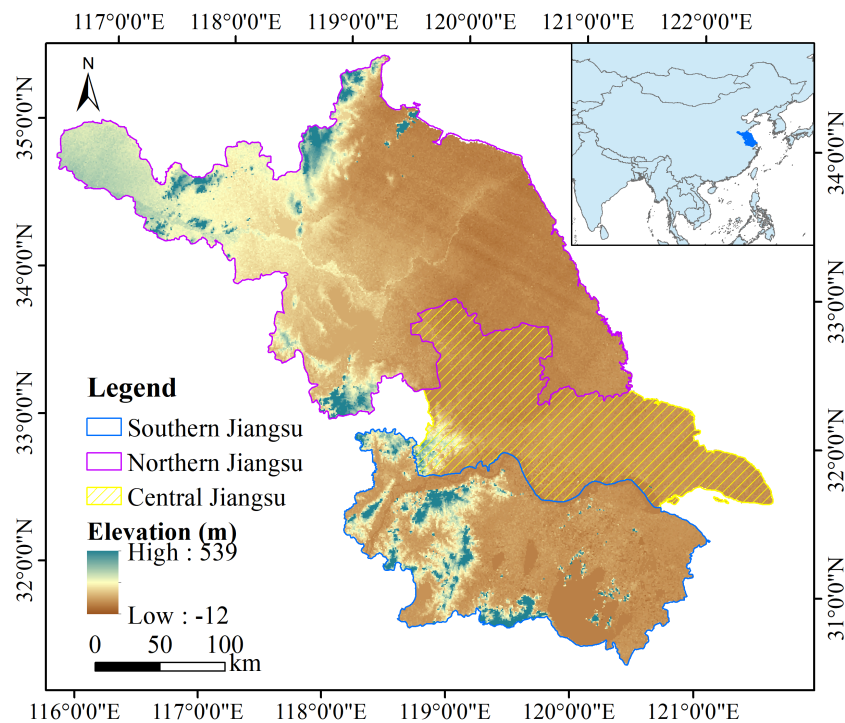 117°0'0"E 118°0'0"E 119°0'0"E 120°0'0"E 121°0'0"E 122°0'0"E
N
35°0'0"N
34°0'0"N
34°0'0"N
33°0'0"N
33°0'0"N
32°0'0"N
32°0'0"N
31°0'0"N
Legend
Southern Jiangsu
Northern Jiangsu
Central Jiangsu
Elevation (m)
High : 539
Low : -12
0 50 100
km
116°0'0"E 117°0'0"E 118°0'0"E 119°0'0"E 120°0'0"E 121°0'0"E